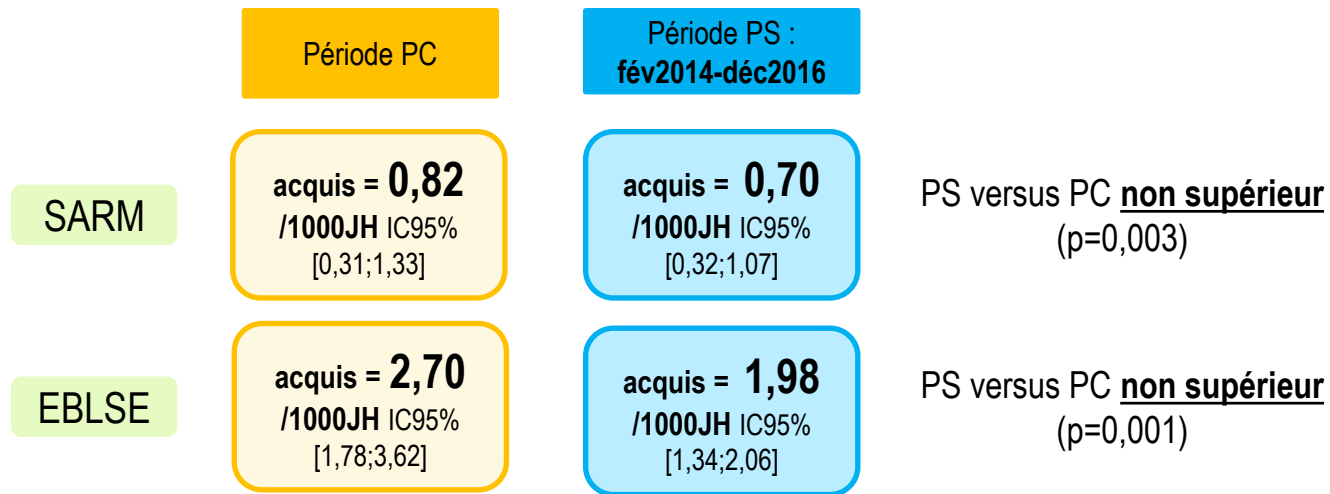 Période PC
Période PS :
fév2014-déc2016
SARM
acquis = 0,82
/1000JH IC95%
[0,31;1,33]
acquis = 0,70
/1000JH IC95%
[0,32;1,07]
PS versus PC non supérieur
(p=0,003)
EBLSE
acquis = 2,70
/1000JH IC95%
[1,78;3,62]
acquis = 1,98
/1000JH IC95%
[1,34;2,06]
PS versus PC non supérieur
(p=0,001)